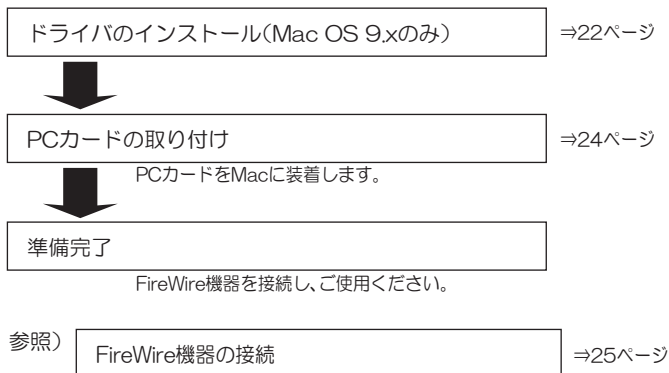 ドライバのインストール(Mac OS 9.xのみ) ⇒22ページ
PCカードの取り付け ⇒24ページ
PCカードをMacに装着します。
準備完了
FireWire機器を接続し、ご使用ください。
参照) FireWire機器の接続 ⇒25ページ